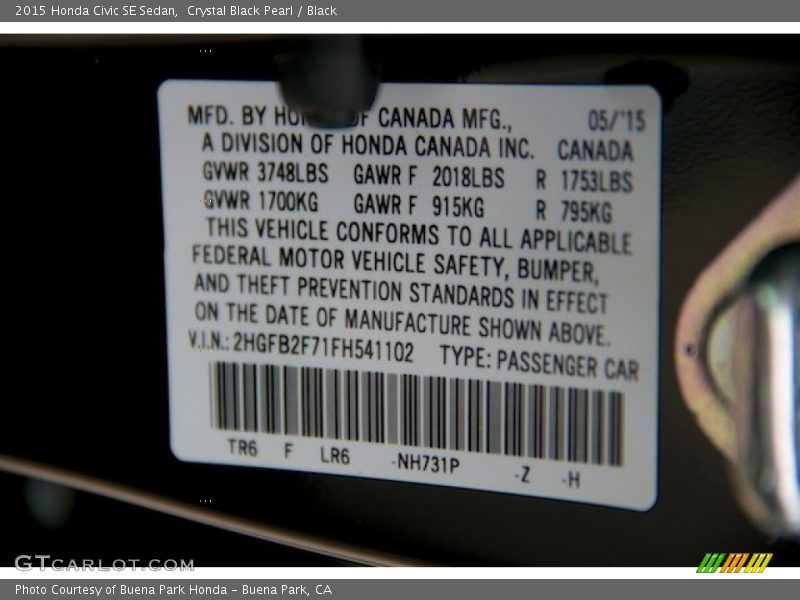 2015 Honda Civic SE Sedan,  Crystal Black Pearl / Black
MFD. BY OF CANADA MFG., 05/'15
A DIVISION OF HONDA CANADA INC. CANADA
GVWR 3748LBS GAWR F 2018LBS R 1753LBS
GVWR 1700KG GAWR F 915KG R 795KG
THIS VEHICLE CONFORMS TO ALL APPLICABLE
FEDERAL MOTOR VEHICLE SAFETY, BUMPER,
AND THEFT PREVENTION STANDARDS IN EFFECT
ON THE DATE OF MANUFACTURE SHOWN ABOVE.
V.I.N.: 2HGFB2F71FH541102 TYPE: PASSENGER CAR
TR6 F LR6 -NH731P -Z -H
GTCARLOT.COM
Photo Courtesy of Buena Park Honda - Buena Park, CA